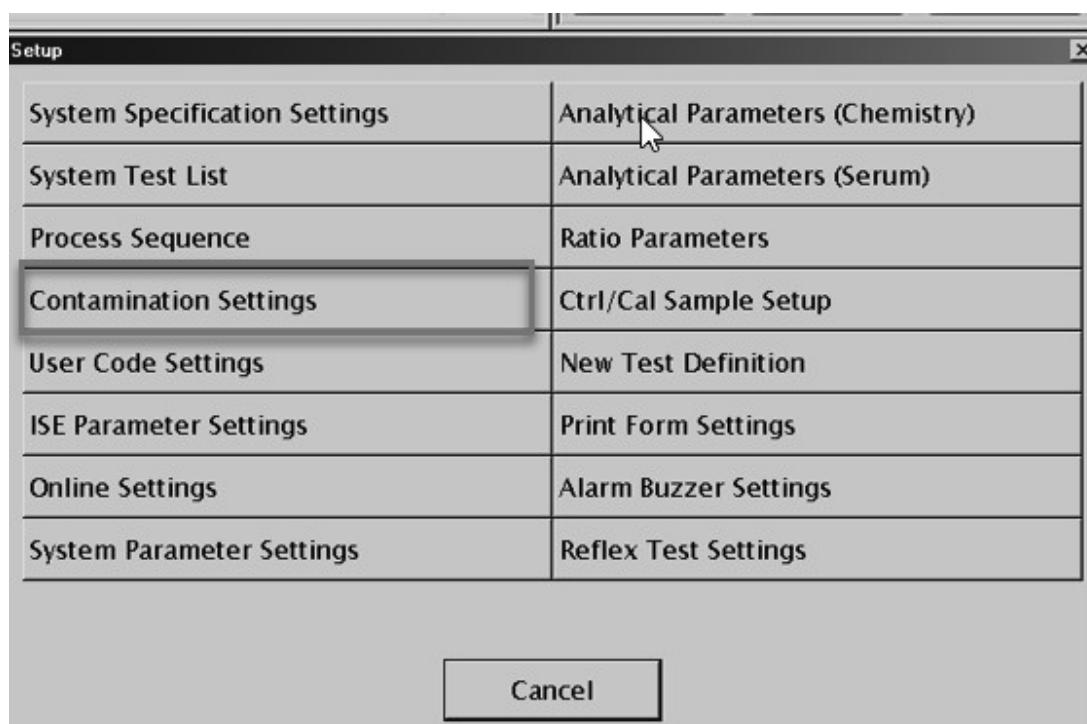 Setup
System Specification Settings
Analytical Parameters (Chemistry)
System Test List
Analytical Parameters (Serum)
Process Sequence
Ratio Parameters
Contamination Settings
Ctrl/Cal Sample Setup
User Code Settings
New Test Definition
ISE Parameter Settings
Print Form Settings
Online Settings
Alarm Buzzer Settings
System Parameter Settings
Reflex Test Settings
Cancel